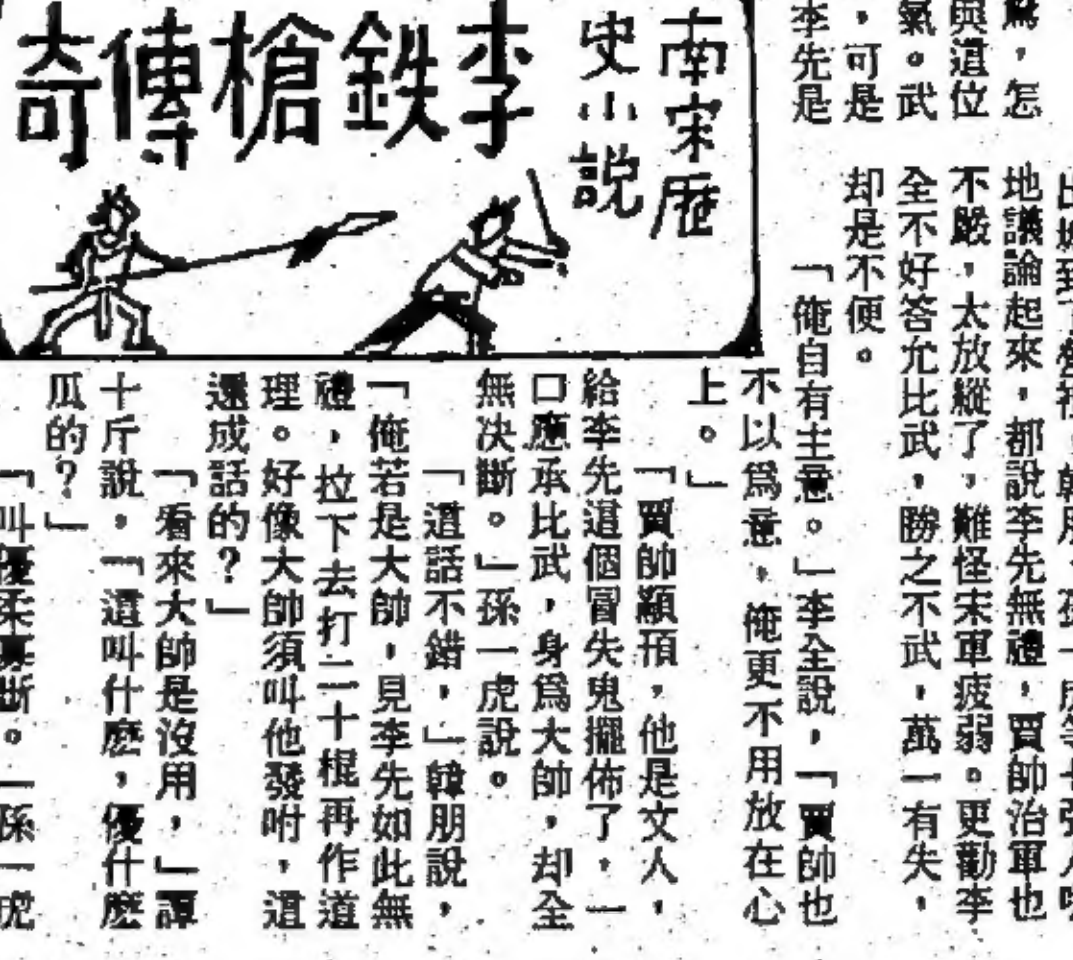 ，怎
與這位
氣。武
，可是
李先是
南宋歷
史小説
李鉄槍傳奇
地議論起來，都說李先無禮，賈帥治軍也
不嚴，太放縱了，難怪宋軍疲弱。更勸李
全不好答允比武，勝之不武，萬一有失，
却是不便。
「俺自有主意。」李全說，「賈帥也
不以爲意，俺更不用放在心
上。」
「賈帥顢頇，他是文人，
給李先這個冒失鬼擺佈了，一
口應承比武，身爲大帥，却全
無决斷。」孫一虎說。
「這話不錯，」韓朋說，
「俺若是大帥，見李先如此無
禮，拉下去打二十棍再作道
理。好像大帥須叫他發咐，這
還成話的？」
「看來大帥是沒用，」譚
十斤說，「這叫什麽，優什麽
瓜的？」
「叫優柔寡斷。」孫一虎